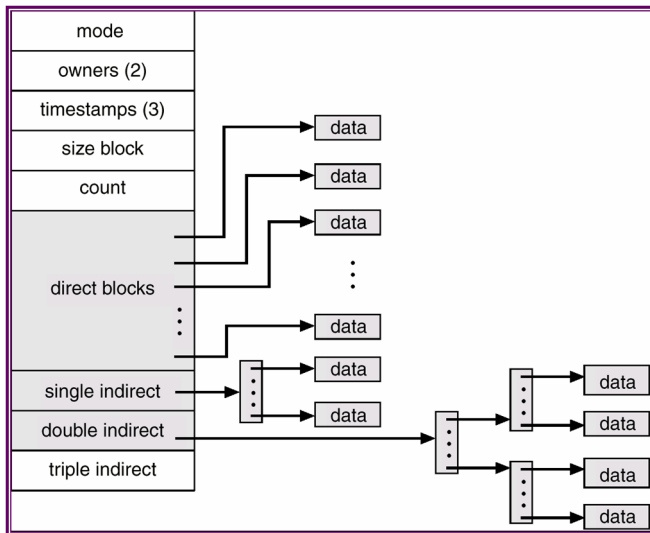 mode
owners (2)
timestamps (3)
size block
count
direct blocks
single indirect
double indirect
triple indirect
data
data
data
data
data
data
data
data
data
data